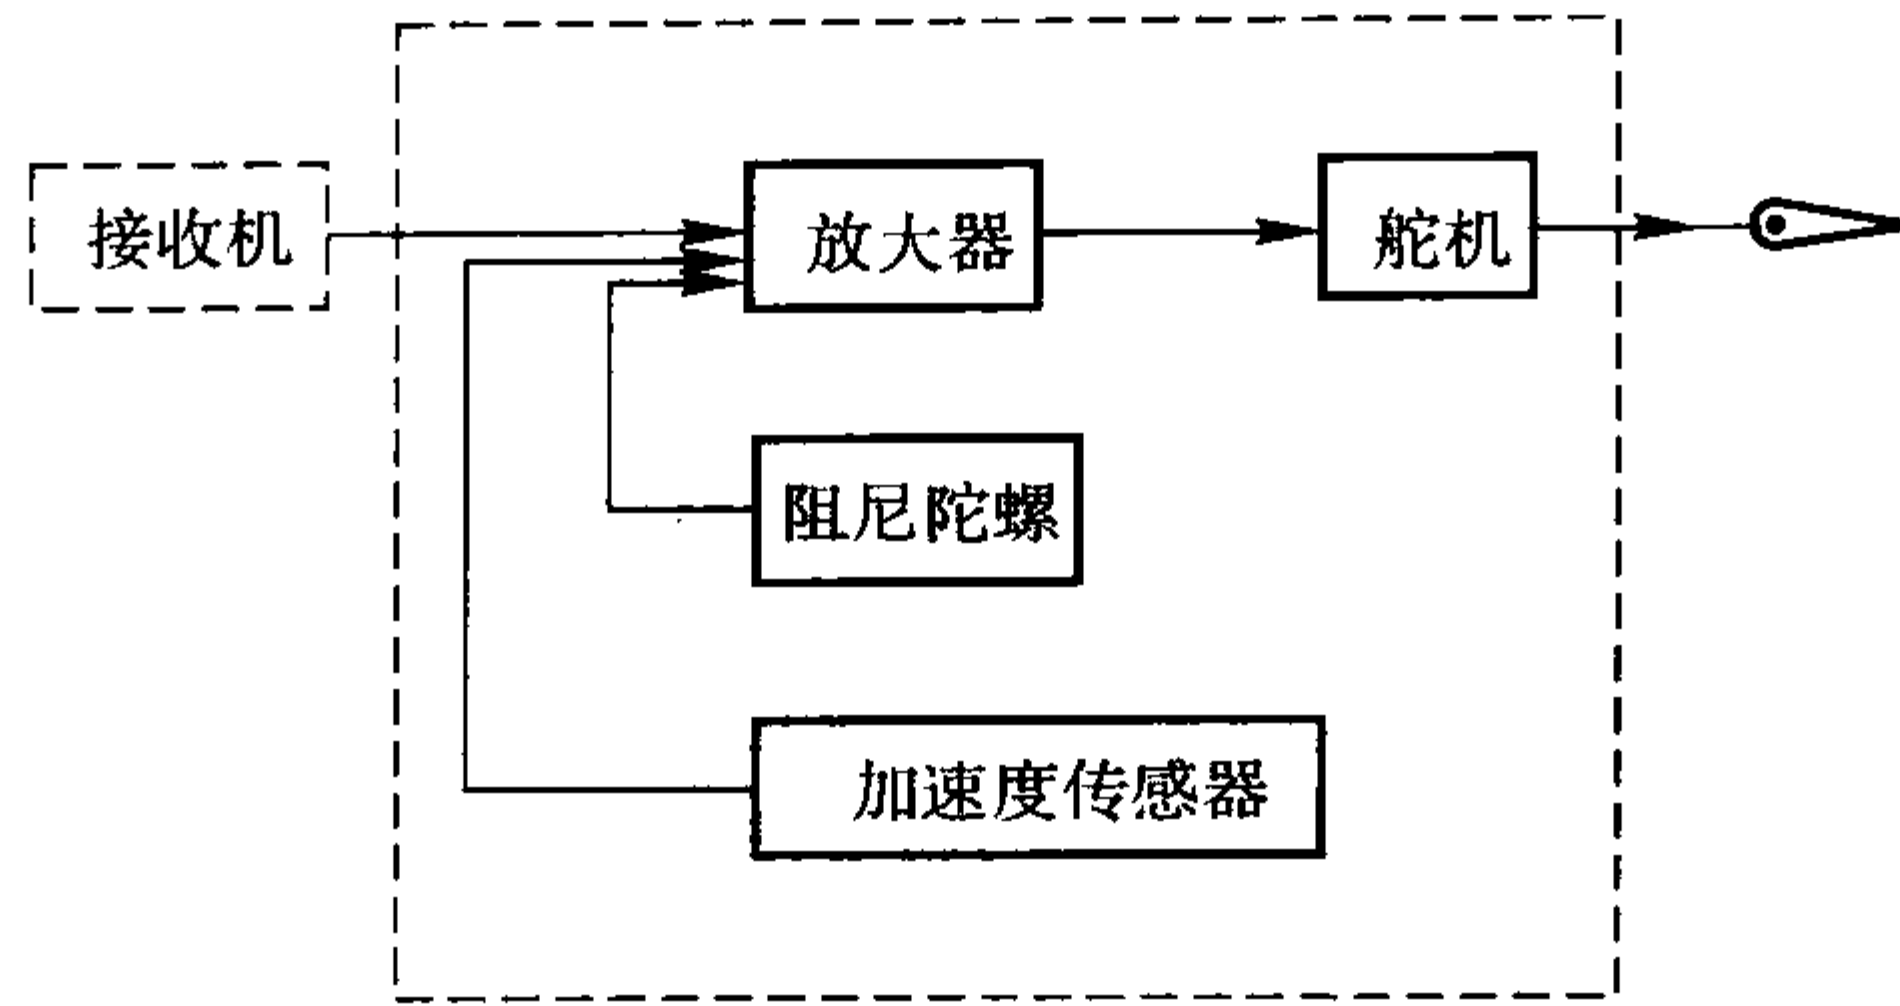 接收机
放大器
舵机
阻尼陀螺
加速度传感器